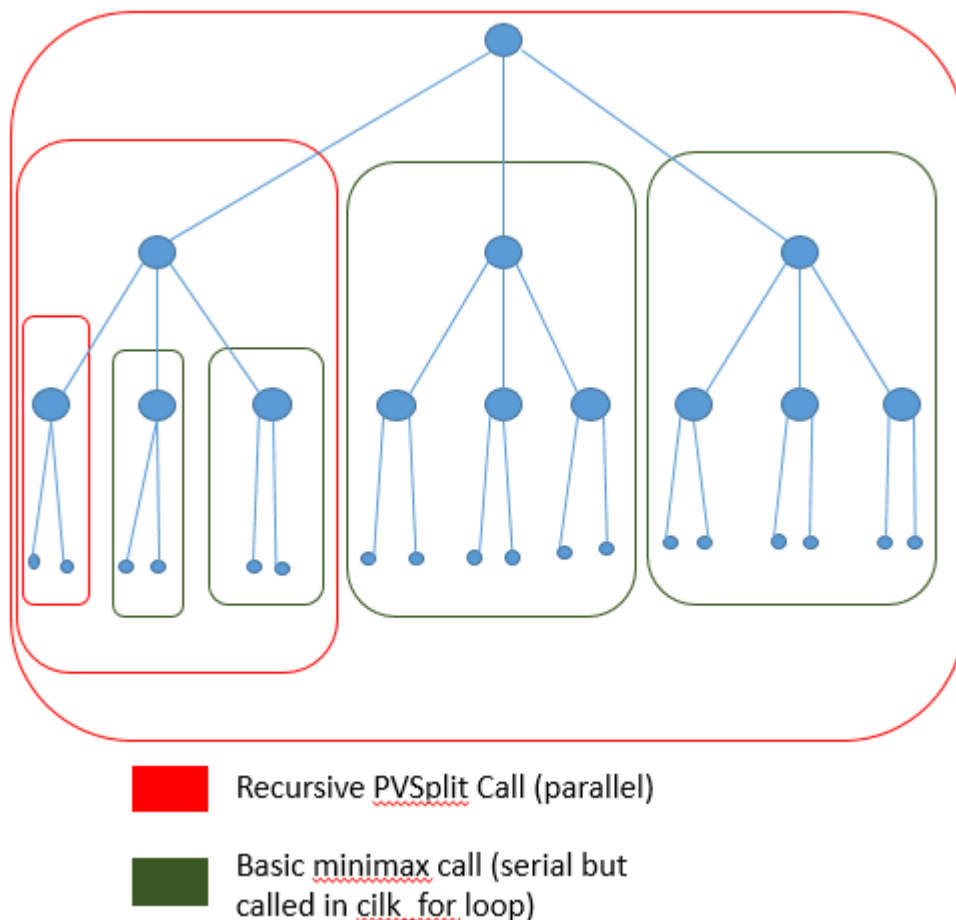 Recursive PVSplit Call (parallel)
Basic minimax call (serial but
called in cilk_for loop)